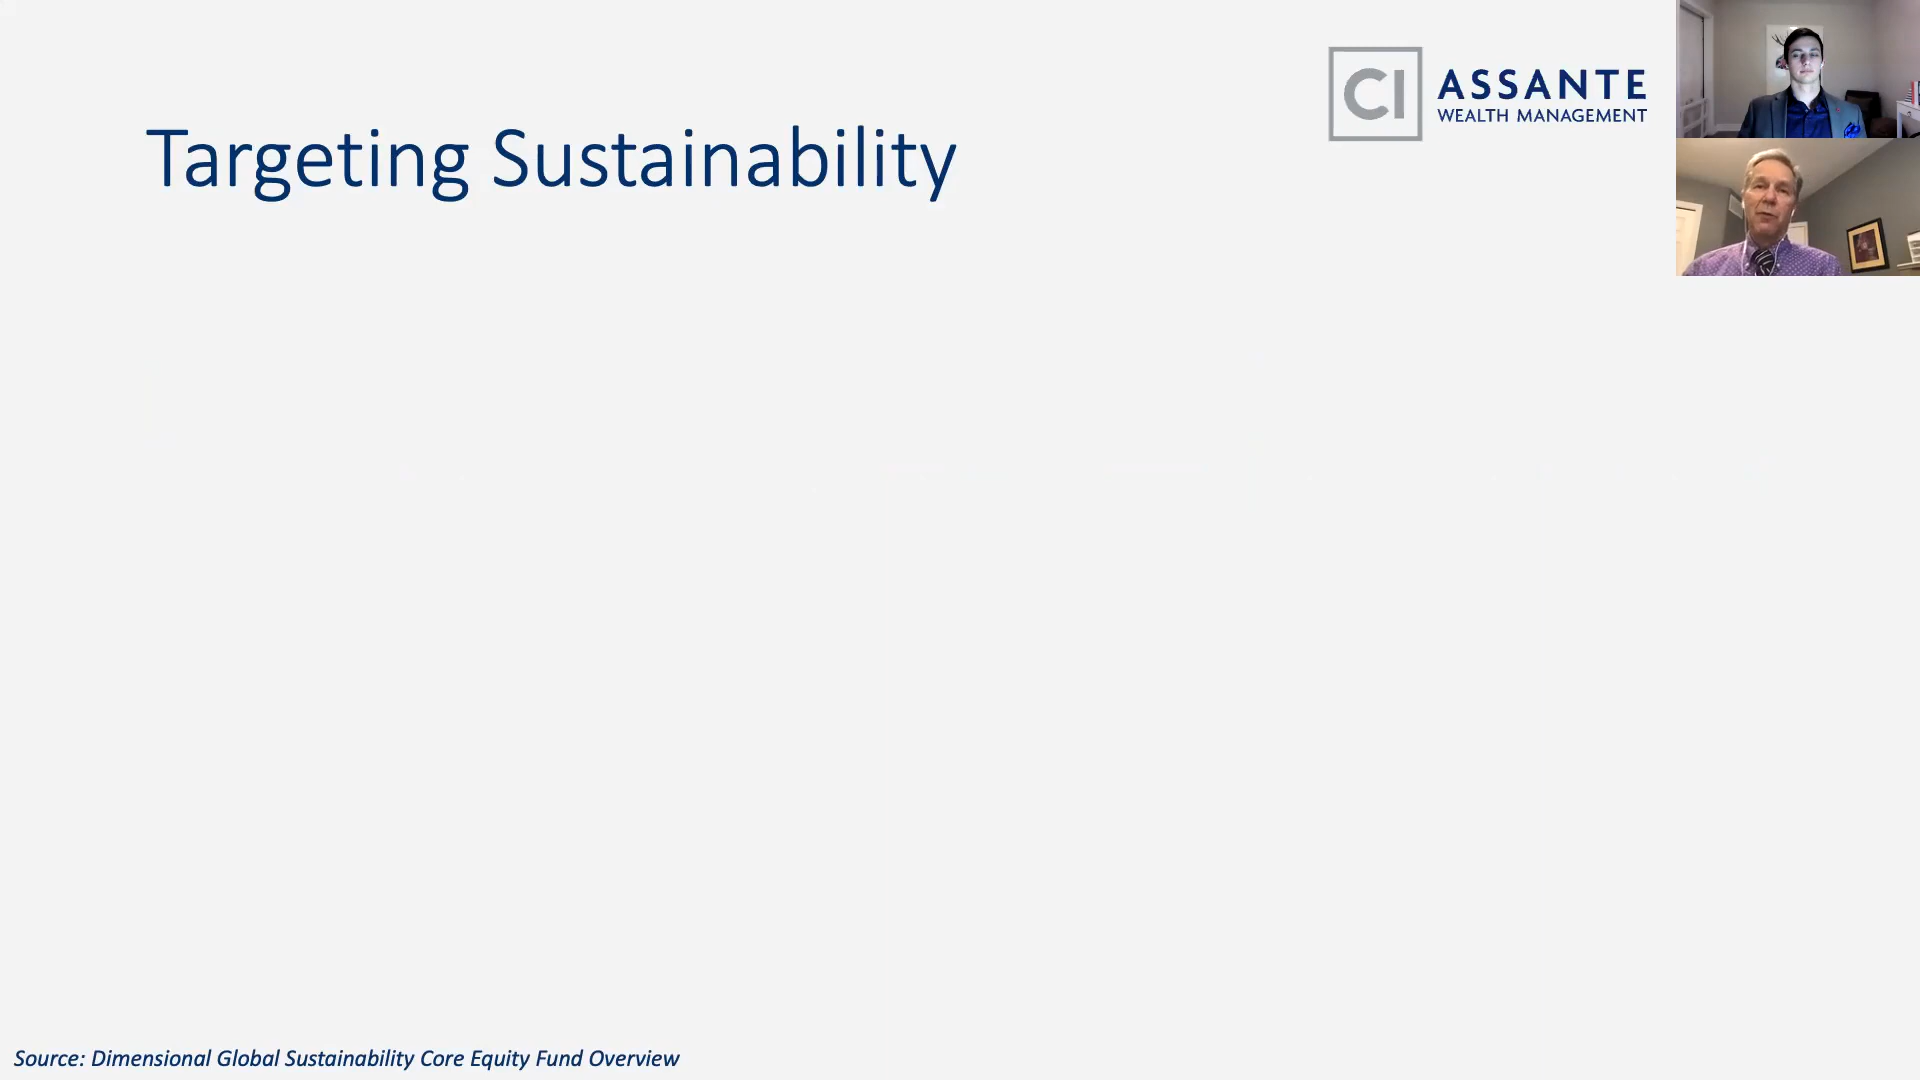 Targeting Sustainability
CI
ASSANTE
WEALTH MANAGEMENT
Source: Dimensional Global Sustainability Core Equity Fund Overview